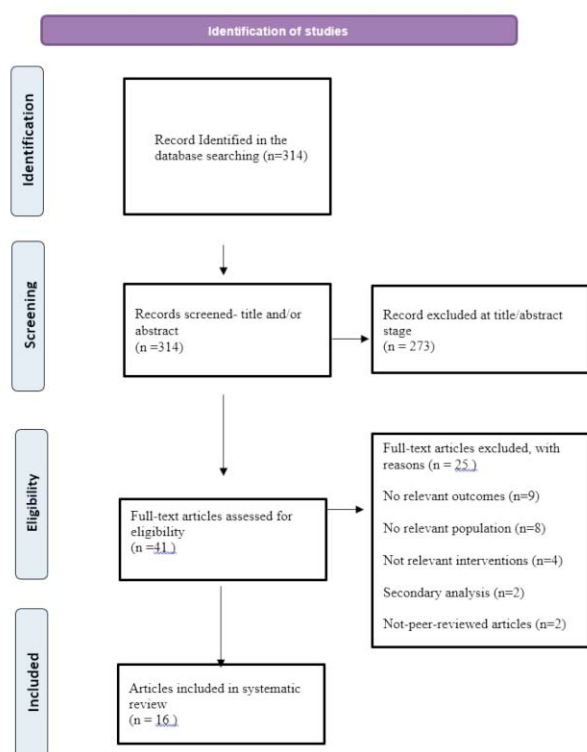 Identification of studies
Identification
Record Identified in the
database searching (n=314)
Screening
Records screened- title and/or
abstract
(n =314)
Record excluded at title/abstract
stage
(n = 273)
Eligibility
Full-text articles assessed for
eligibility
(n =41 )
Full-text articles excluded, with
reasons (n = 25 )
No relevant outcomes (n=9)
No relevant population (n=8)
Not relevant interventions (n=4)
Secondary analysis (n=2)
Not-peer-reviewed articles (n=2)
Included
Articles included in systematic
review
(n = 16 )